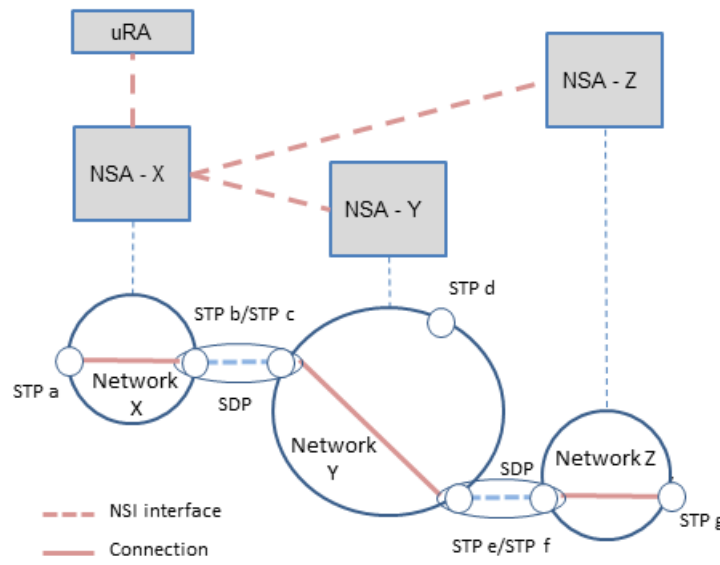 uRA
NSA - Z
NSA - X
NSA - Y
STP d
STP b/STP c
STP a
Network
X
SDP
Network
Y
SDP
Network Z
STP g
STP e/STP f
NSI interface
Connection